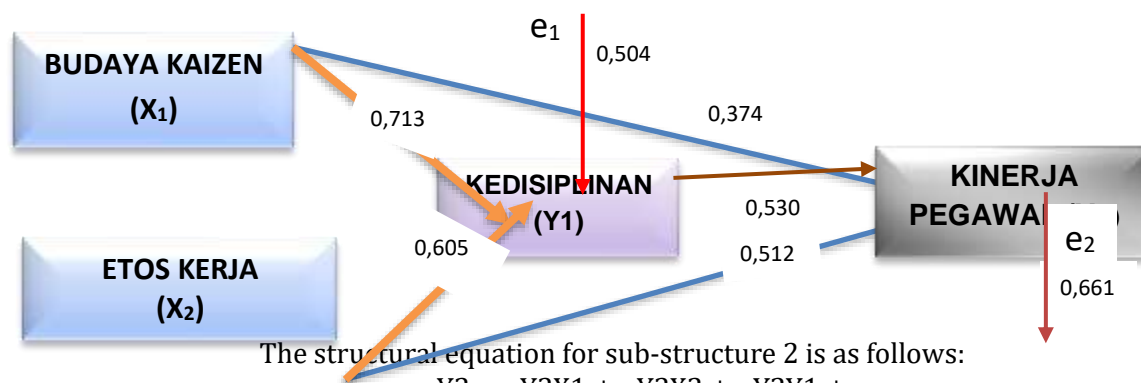 e₁
0,504
BUDAYA KAIZEN
(X₁)
0,713
0,374
KEDISIPLINAN
(Y1)
KINERJA
0,530
0,605
0,512
ETOS KERJA
(X₂)
e₂
0,661
The structural equation for sub-structure 2 is as follows: